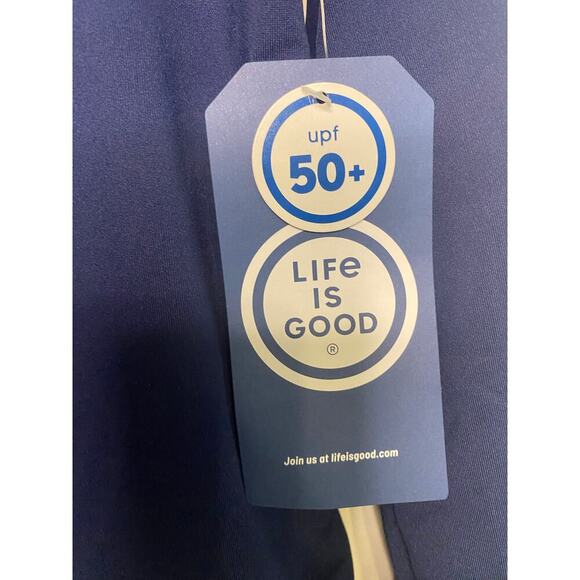 upf
50+
LIFe
IS
GOOD
®
Join us at lifeisgood.com